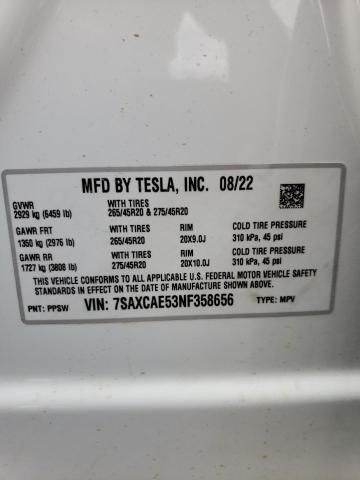 MFD BY TESLA, INC. 08/22
GVWR WITH TIRES
2929 kg (6459 lb) 265/45R20 & 275/45R20
GAWR FRT WITH TIRES RIM COLD TIRE PRESSURE
1350 kg (2976 lb) 265/45R20 20X9.0J 310 kPa, 45 psi
GAWR RR WITH TIRES RIM COLD TIRE PRESSURE
1727 kg (3808 lb) 275/45R20 20X10.0J 310 kPa, 45 psi
THIS VEHICLE CONFORMS TO ALL APPLICABLE U.S. FEDERAL MOTOR VEHICLE SAFETY
STANDARDS IN EFFECT ON THE DATE OF MANUFACTURE SHOWN ABOVE.
PNT: PPSW VIN: 7SAXCAE53NF358656 TYPE: MPV